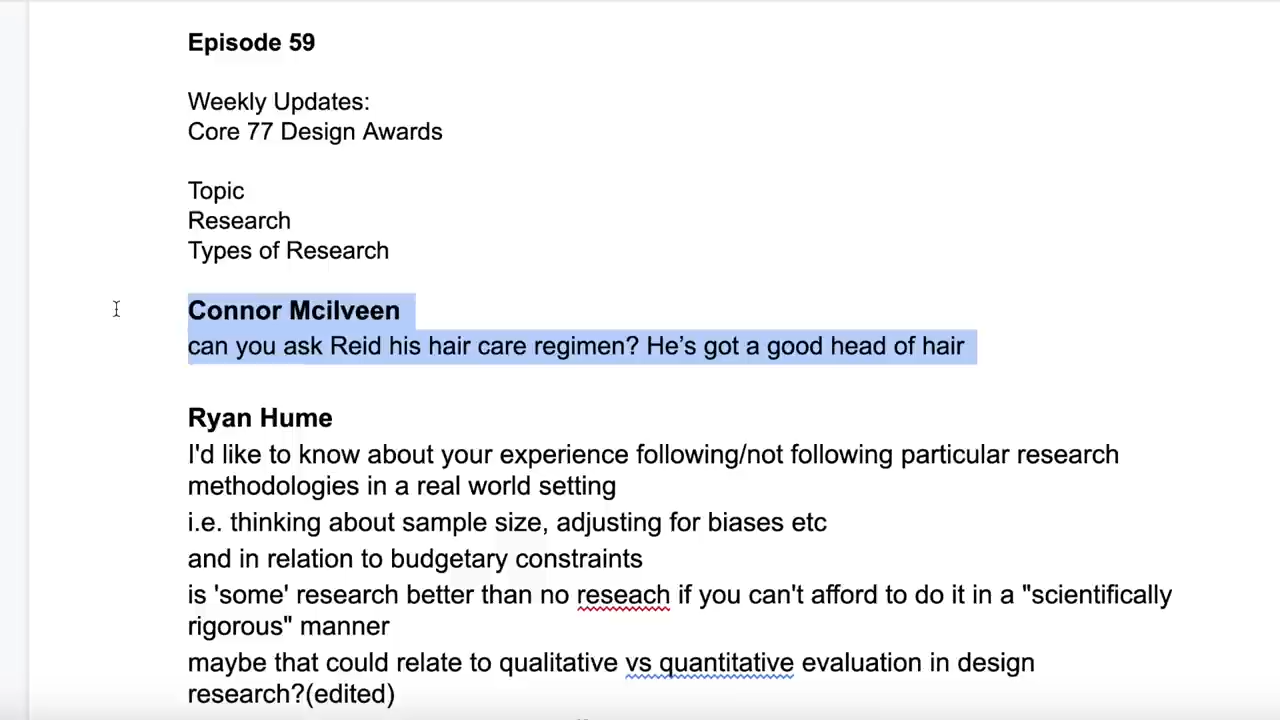 Episode 59
Weekly Updates:
Core 77 Design Awards
Topic
Research
Types of Research
Connor Mcilveen
can you ask Reid his hair care regimen? He’s got a good head of hair
Ryan Hume
I'd like to know about your experience following/not following particular research
methodologies in a real world setting
i.e. thinking about sample size, adjusting for biases etc
and in relation to budgetary constraints
is 'some' research better than no reseach if you can't afford to do it in a "scientifically
rigorous" manner
maybe that could relate to qualitative vs quantitative evaluation in design
research?(edited)